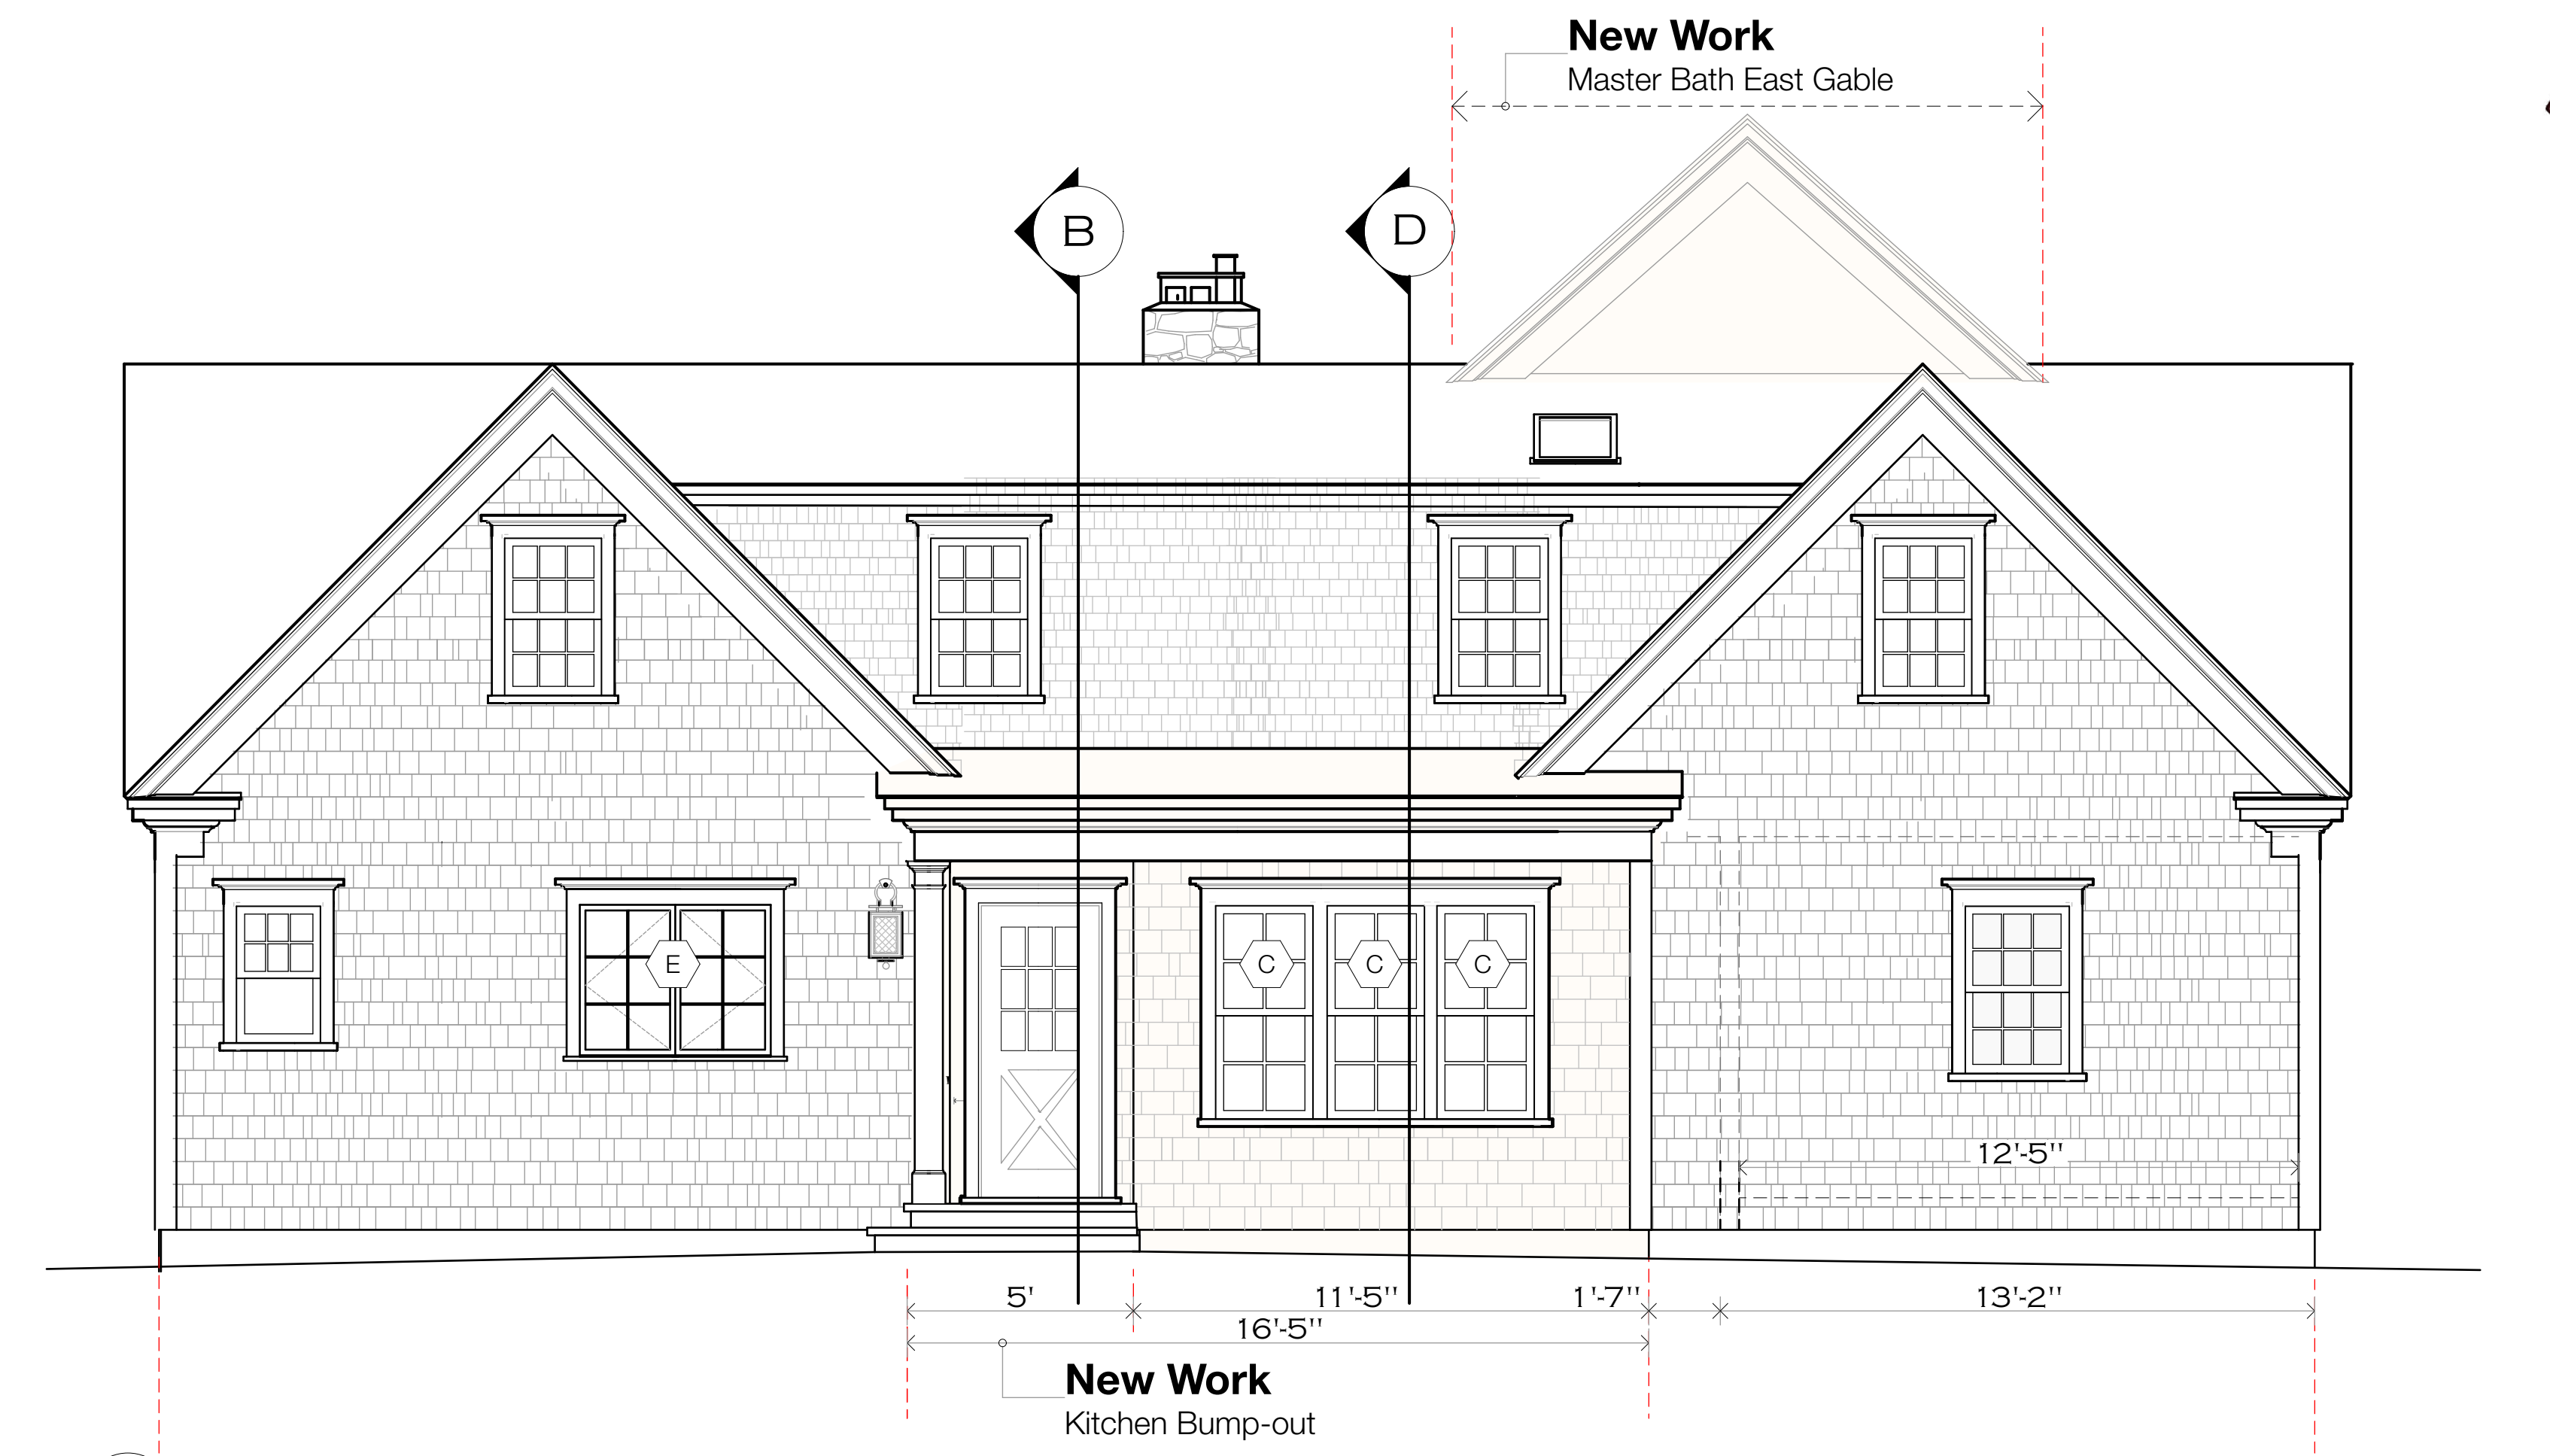 New Work
Master Bath East Gable
B
D
E
C
C
C
12'-5"
5'
11'-5"
1'-7"
13'-2"
16'-5"
New Work
Kitchen Bump-out